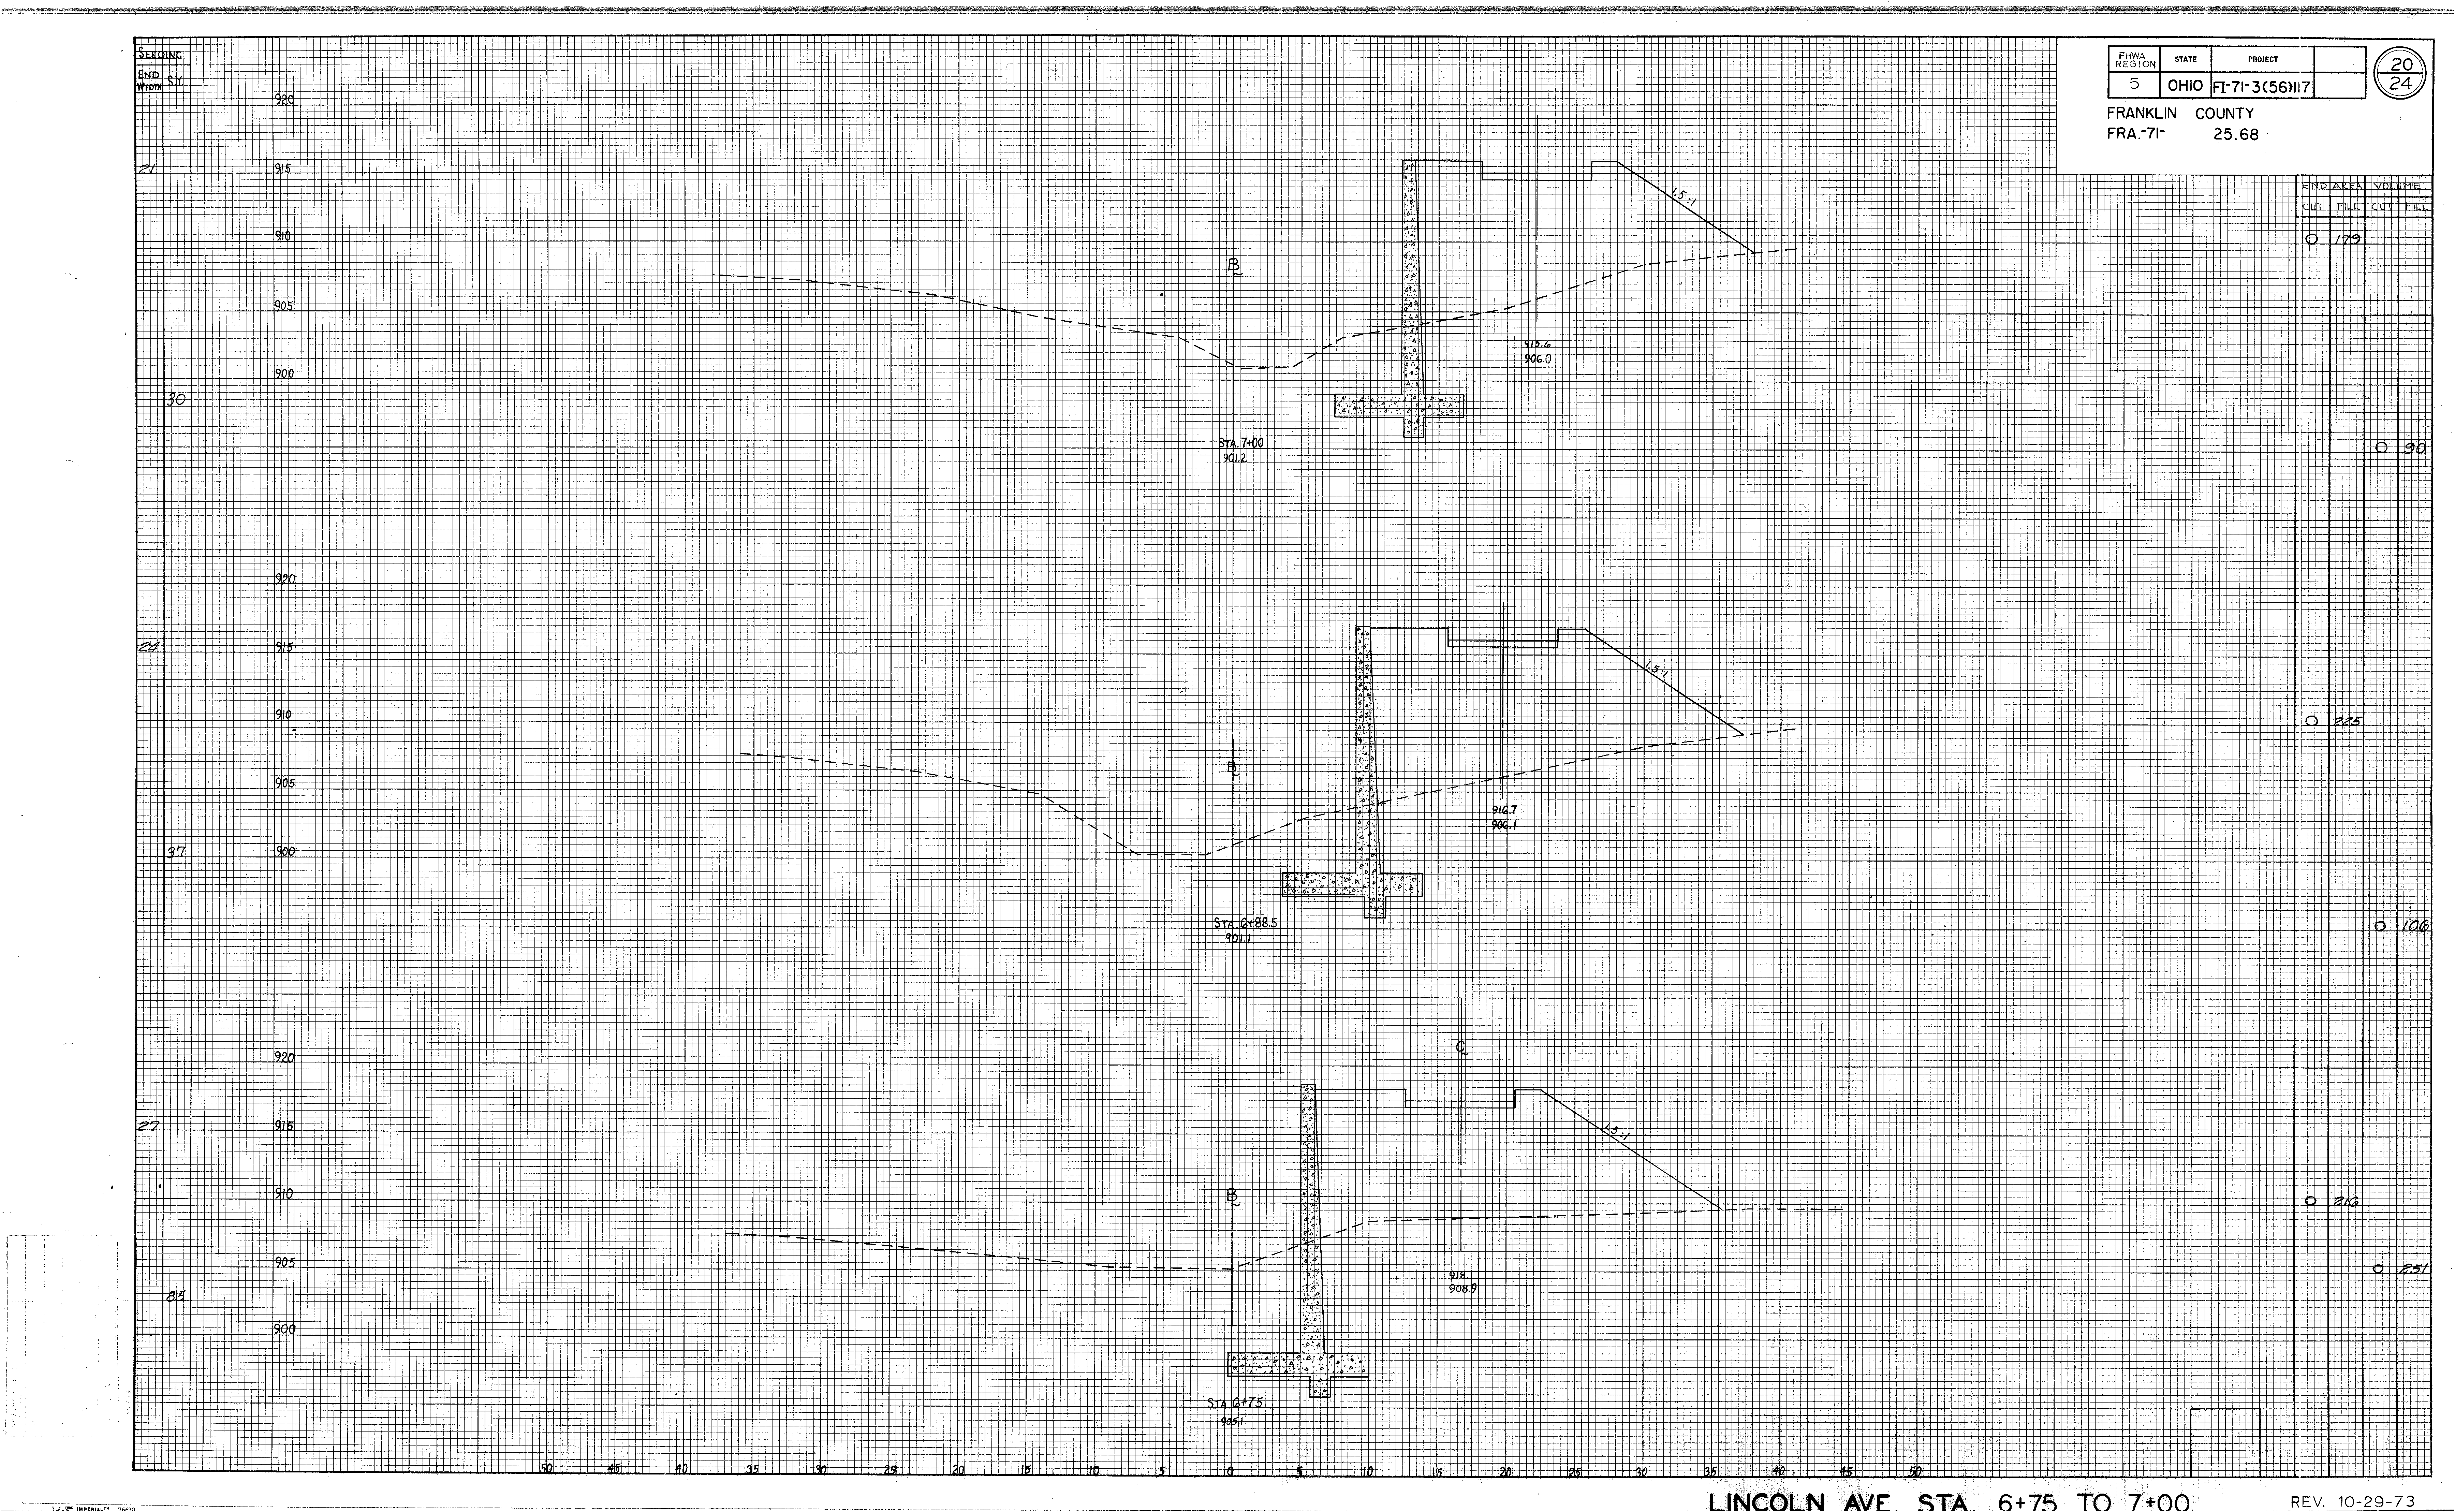 SEEDING
END WIDTH S.Y.
FHWA REGION STATE PROJECT
5 OHIO FI-71-3(56)117
20
24
FRANKLIN COUNTY
FRA.-71- 25.68
END AREA VOLUME
CUT FILL CUT FILL
920
21 915
1.5:1
910
0 179
B
905
915.6
906.0
900
30
STA. 7+00
901.2
0 90
920
24 915
1.5:1
910
0 225
B
905
916.7
906.1
37 900
STA. 6+88.5
901.1
0 106
920
C
27 915
1.5:1
910
B
0 216
905
0 251
918.
908.9
85
900
STA. 6+75
905.1
50 45 40 35 30 25 20 15 10 5 0 5 10 15 20 25 30 35 40 45 50
LINCOLN AVE. STA. 6+75 TO 7+00
REV. 10-29-73
IMPERIAL™